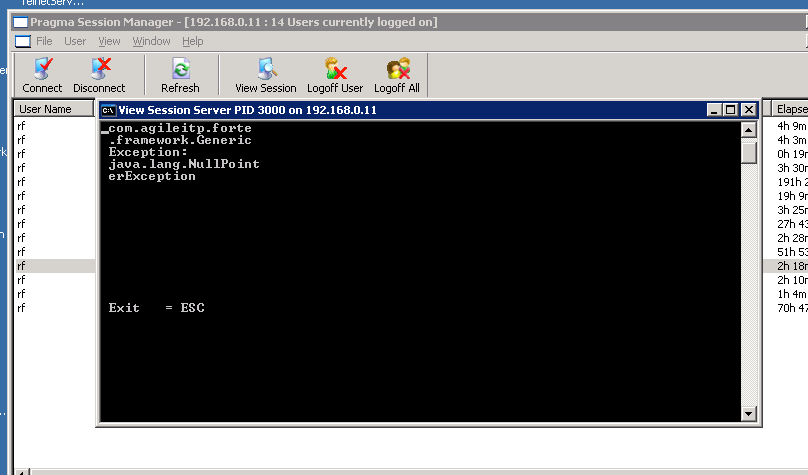 TelnetServ...
Pragma Session Manager - [192.168.0.11 : 14 Users currently logged on]
File User View Window Help
Connect Disconnect Refresh View Session Logoff User Logoff All
User Name Elapse
View Session Server PID 3000 on 192.168.0.11
com.agileitp.forte
.framework.Generic
Exception:
java.lang.NullPoint
erException
Exit = ESC
rf 4h 9m
rf 4h 3m
rf 0h 19m
rf 3h 30m
rf 191h 2
rf 19h 9m
rf 3h 25m
rf 27h 43
rf 2h 28m
rf 51h 53
rf 2h 18m
rf 2h 10m
rf 1h 4m
rf 70h 47